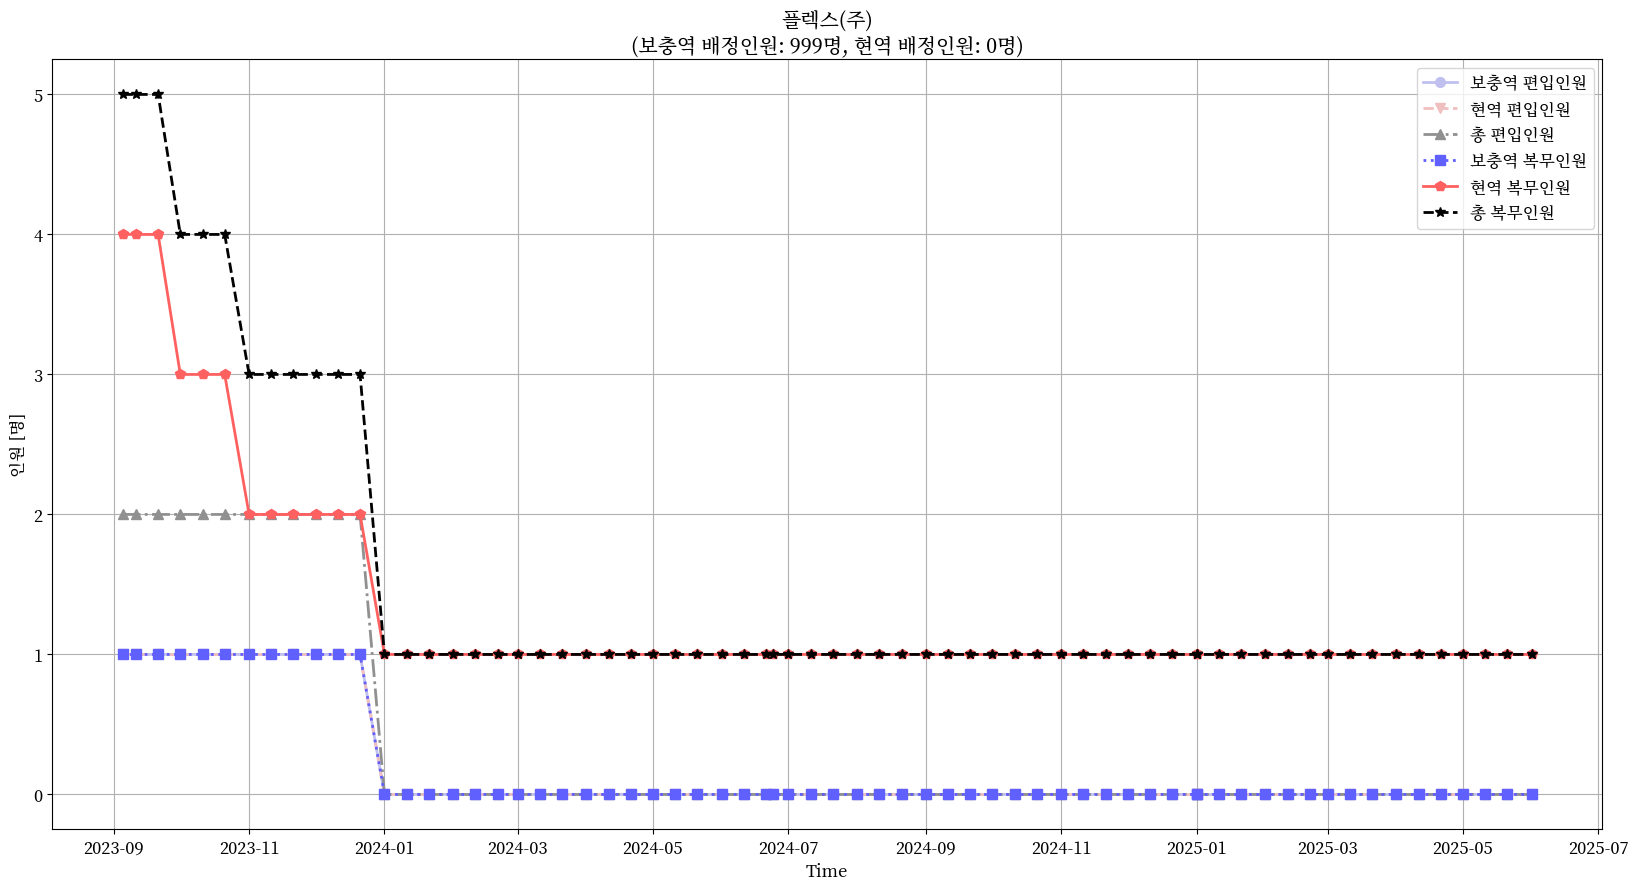 플렉스(주)
(보충역 배정인원: 999명, 현역 배정인원: 0명)
보충역 편입인원
현역 편입인원
총 편입인원
보충역 복무인원
현역 복무인원
총 복무인원
인원 [명]
5
4
3
2
1
0
2023-09 2023-11 2024-01 2024-03 2024-05 2024-07 2024-09 2024-11 2025-01 2025-03 2025-05 2025-07
Time